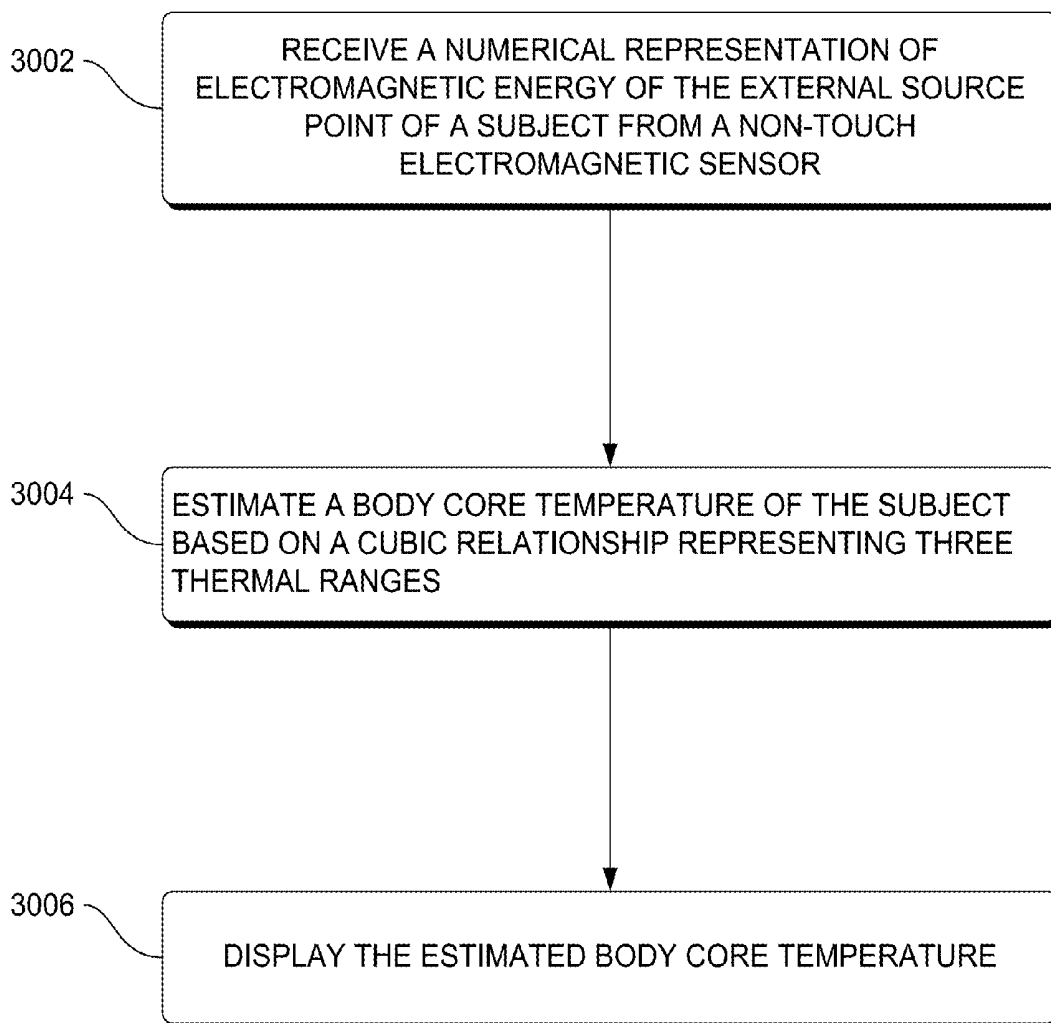 3002
RECEIVE A NUMERICAL REPRESENTATION OF
ELECTROMAGNETIC ENERGY OF THE EXTERNAL SOURCE
POINT OF A SUBJECT FROM A NON-TOUCH
ELECTROMAGNETIC SENSOR
3004
ESTIMATE A BODY CORE TEMPERATURE OF THE SUBJECT
BASED ON A CUBIC RELATIONSHIP REPRESENTING THREE
THERMAL RANGES
3006
DISPLAY THE ESTIMATED BODY CORE TEMPERATURE